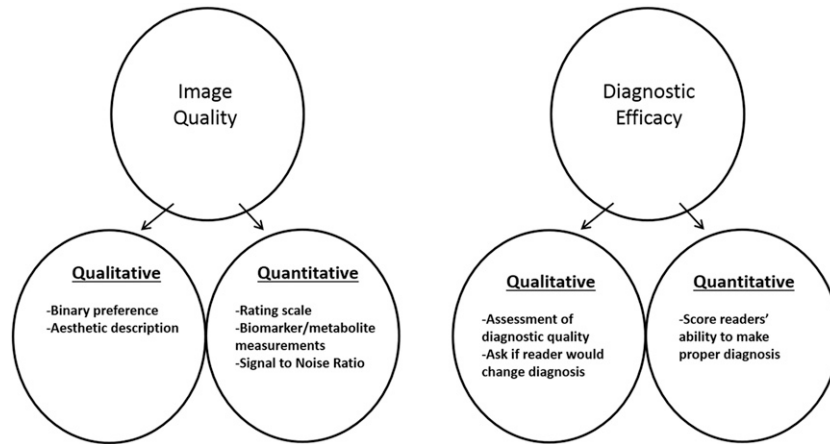 Image
Quality
Diagnostic
Efficacy
Qualitative
-Binary preference
-Aesthetic description
Quantitative
-Rating scale
-Biomarker/metabolite
measurements
-Signal to Noise Ratio
Qualitative
-Assessment of
diagnostic quality
-Ask if reader would
change diagnosis
Quantitative
-Score readers'
ability to make
proper diagnosis